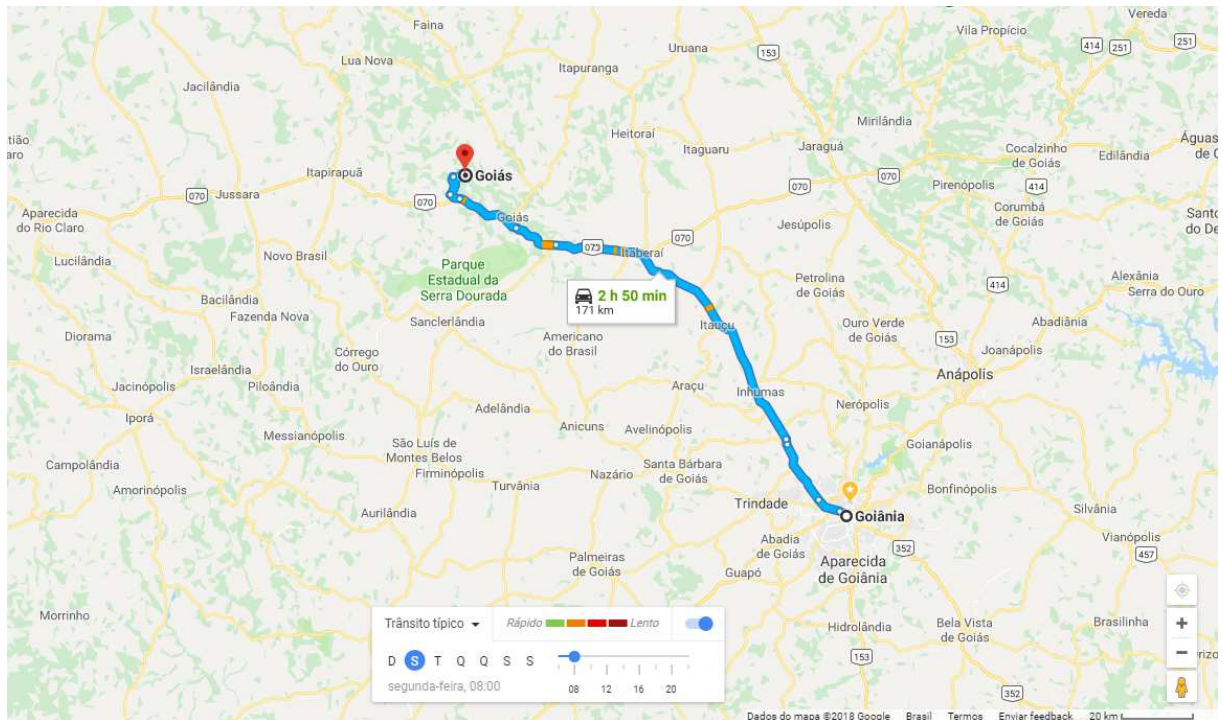 Vereda
Faina
Vila Propício
414
251
251
Uruana
153
Lua Nova
Itapuranga
Jacilândia
Mirilândia
Heitoraí
tião
aro
Itaguaru
Jaraguá
Cocalzinho
de Goiás
Edilândia
Águas
de G
Goiás
Itapirapuã
070
Jussara
070
070
070
Pirenópolis
414
Corumbá
de Goiás
Aparecida
do Rio Claro
Goiás
Jesúpolis
Santo
do De
073
Itaberaí
070
Lucilândia
Novo Brasil
Parque
Estadual da
Serra Dourada
Petrolina
de Goiás
414
Alexânia
Serra do Ouro
2 h 50 min
171 km
Bacilândia
Fazenda Nova
Sanclerlândia
Itauçu
Ouro Verde
de Goiás
153
Abadiânia
Diorama
Americano
do Brasil
Córrego
do Ouro
Joanápolis
Israelândia
Anápolis
Jacinópolis
Piloândia
Araçu
Inhumas
Iporá
Adelândia
Nerópolis
Messianópolis
Anicuns
Avelinópolis
Goianápolis
São Luís de
Montes Belos
Campolândia
Firminópolis
Nazário
Santa Bárbara
de Goiás
Turvânia
Bonfinópolis
Amorinópolis
Trindade
Silvânia
Aurilândia
Goiânia
Vianópolis
Abadia
de Goiás
352
457
Palmeiras
de Goiás
Guapó
Aparecida
de Goiânia
Morrinho
Trânsito típico
Rápido
Lento
Hidrolândia
Bela Vista
de Goiás
Brasilinha
D S T Q Q S S
153
Orizo
segunda-feira, 08:00
08 12 16 20
352
Dados do mapa ©2018 Google Brasil Termos Enviar feedback 20 km